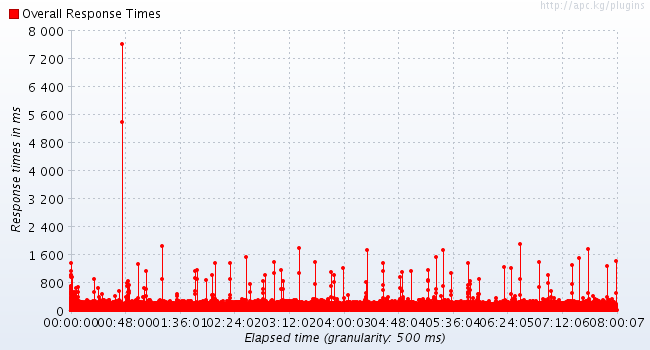 http://apc.kg/plugins
Overall Response Times
8 000
7 200
6 400
5 600
4 800
4 000
3 200
2 400
1 600
800
0
Response times in ms
00:00:00 00:48:00 01:36:01 02:24:02 03:12:02 04:00:03 04:48:04 05:36:04 06:24:05 07:12:06 08:00:07
Elapsed time (granularity: 500 ms)